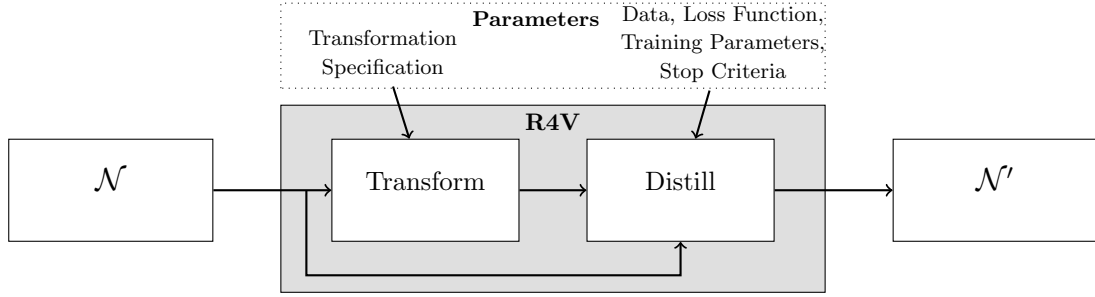 Parameters
Transformation
Specification
Data, Loss Function,
Training Parameters,
Stop Criteria
R4V
𝒩
Transform
Distill
𝒩′